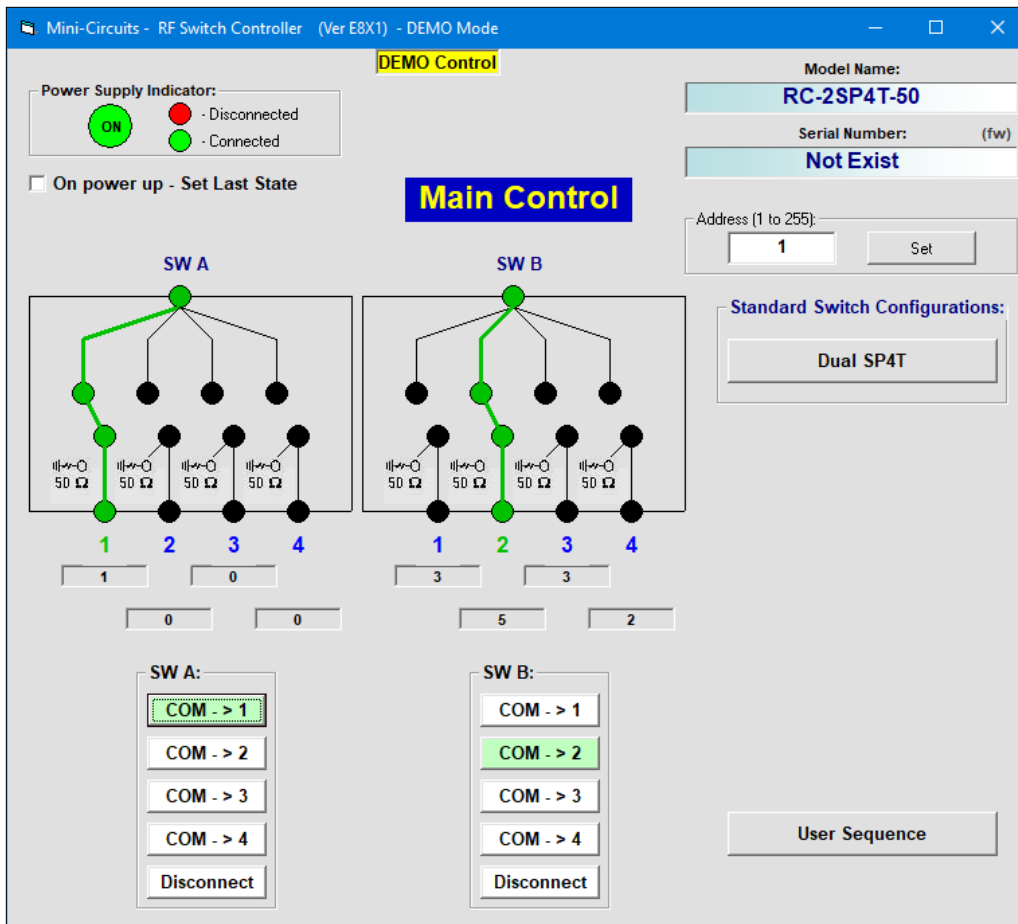 Mini-Circuits - RF Switch Controller (Ver E8X1) - DEMO Mode
DEMO Control
Power Supply Indicator:
ON
- Disconnected
- Connected
On power up - Set Last State
Main Control
Model Name:
RC-2SP4T-50
Serial Number: (fw)
Not Exist
Address (1 to 255):
1 Set
SW A SW B
Standard Switch Configurations:
Dual SP4T
50 Ω 50 Ω 50 Ω 50 Ω 50 Ω 50 Ω 50 Ω 50 Ω
1 2 3 4 1 2 3 4
1 0 3 3
0 0 5 2
SW A:
COM - > 1
COM - > 2
COM - > 3
COM - > 4
Disconnect
SW B:
COM - > 1
COM - > 2
COM - > 3
COM - > 4
Disconnect
User Sequence